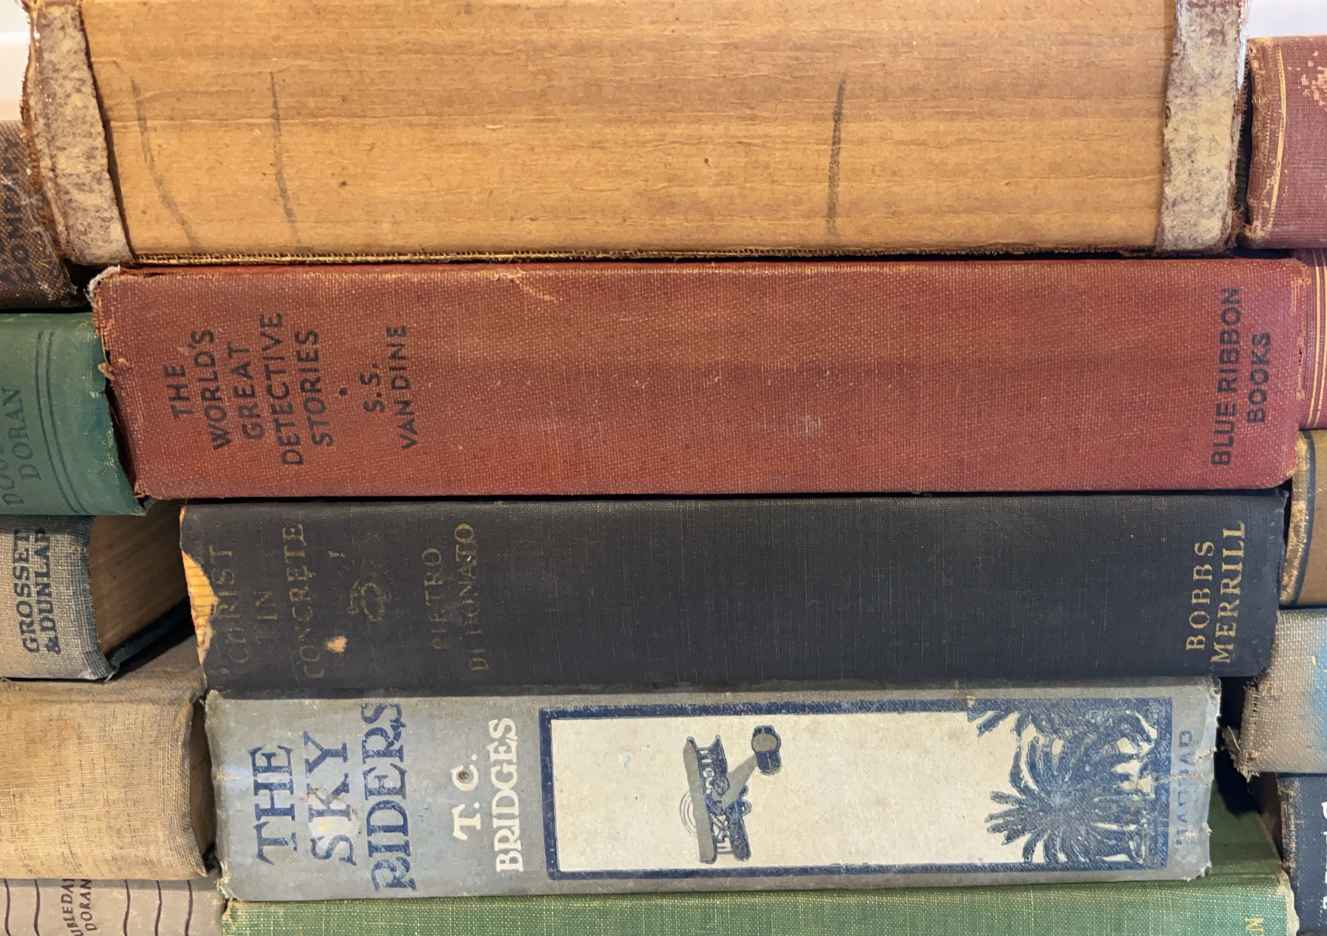 THE
WORLD'S
GREAT
DETECTIVE
STORIES
S.S.
VAN DINE
BLUE RIBBON
BOOKS
DORAN
GROSSET
& DUNLAP
CHRIST
IN
CONCRETE
PIETRO
DI DONATO
BOBBS
MERRILL
THE
SKY
RIDERS
T. C.
BRIDGES
HARRAP
DORAN